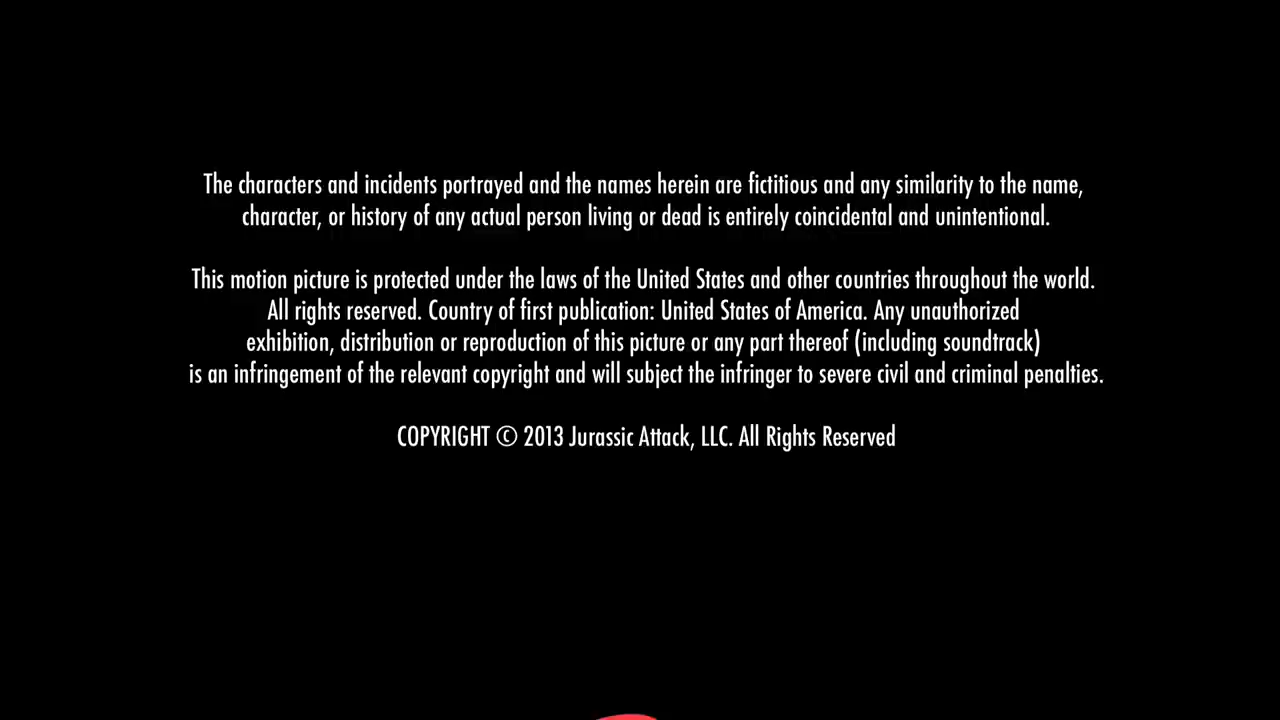 The characters and incidents portrayed and the names herein are fictitious and any similarity to the name,
character, or history of any actual person living or dead is entirely coincidental and unintentional.
This motion picture is protected under the laws of the United States and other countries throughout the world.
All rights reserved. Country of first publication: United States of America. Any unauthorized
exhibition, distribution or reproduction of this picture or any part thereof (including soundtrack)
is an infringement of the relevant copyright and will subject the infringer to severe civil and criminal penalties.
COPYRIGHT © 2013 Jurassic Attack, LLC. All Rights Reserved